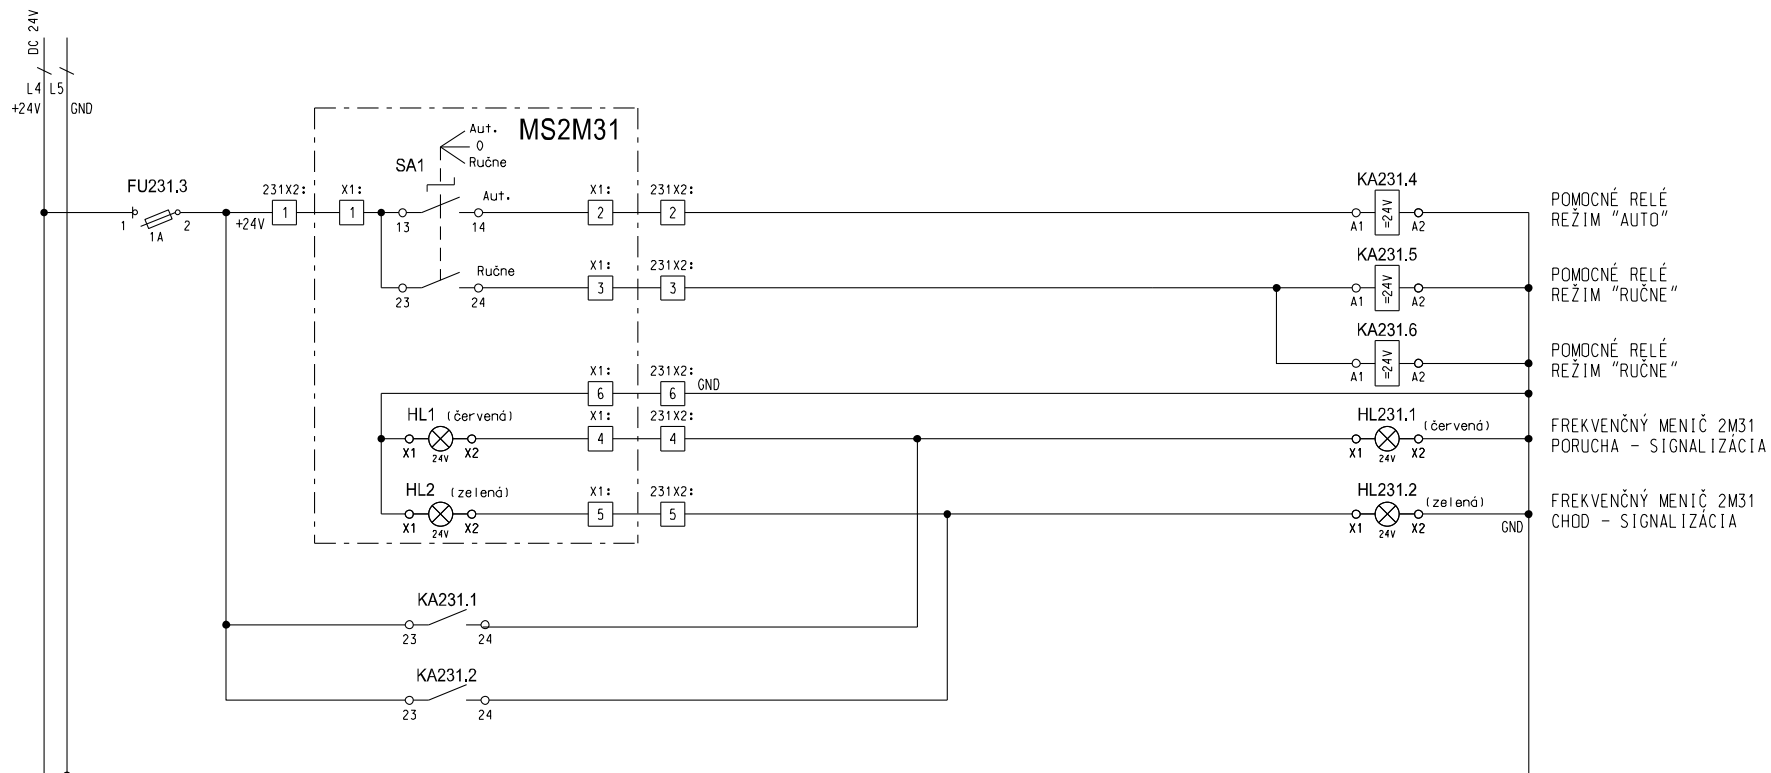 DC 24V
L4 L5
+24V GND
MS2M31
Aut.
0
Ručne
SA1
FU231.3
1 2
1A
+24V
231X2:
1
X1:
1
13 14
Aut.
X1:
2
231X2:
2
KA231.4
A1 =24V A2
POMOCNÉ RELÉ
REŽIM "AUTO"
23 24
Ručne
X1:
3
231X2:
3
KA231.5
A1 =24V A2
POMOCNÉ RELÉ
REŽIM "RUČNE"
KA231.6
A1 =24V A2
POMOCNÉ RELÉ
REŽIM "RUČNE"
X1:
6
231X2:
6
GND
HL1 (červená)
X1 24V X2
X1:
4
231X2:
4
HL231.1
(červená)
X1 24V X2
FREKVENČNÝ MENIČ 2M31
PORUCHA - SIGNALIZÁCIA
HL2 (zelená)
X1 24V X2
X1:
5
231X2:
5
HL231.2
(zelená)
X1 24V X2
GND
FREKVENČNÝ MENIČ 2M31
CHOD - SIGNALIZÁCIA
KA231.1
23 24
KA231.2
23 24